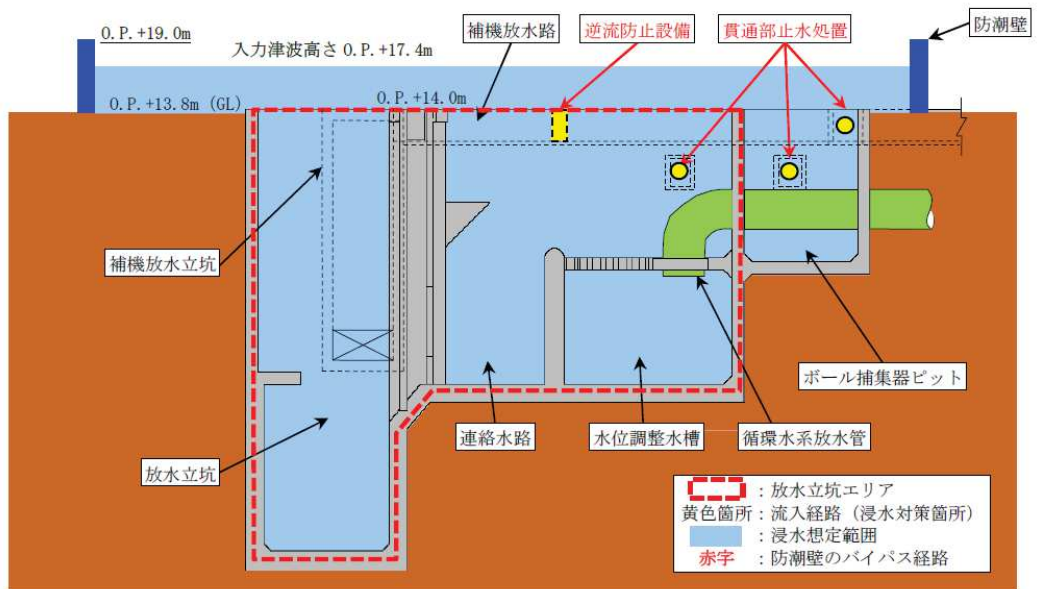 O.P.+19.0m
入力津波高さ O.P.+17.4m
補機放水路
逆流防止設備
貫通部止水処置
防潮壁
O.P.+13.8m (GL)
O.P.+14.0m
補機放水立坑
放水立坑
連絡水路
水位調整水槽
循環水系放水管
ボール捕集器ピット
：放水立坑エリア
黄色箇所：流入経路（浸水対策箇所）
：浸水想定範囲
赤字：防潮壁のバイパス経路